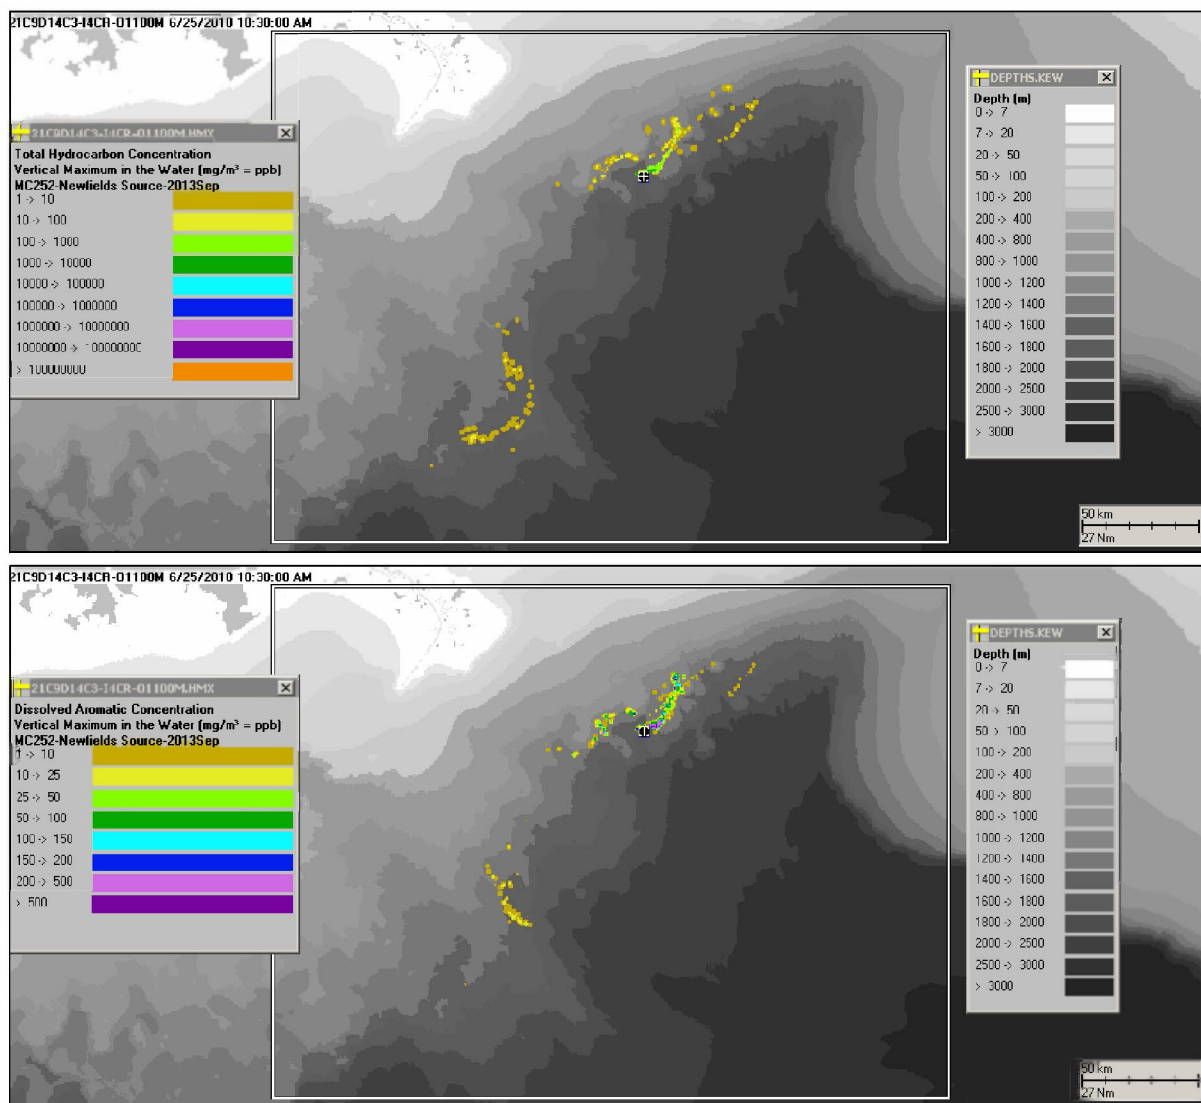 21C9D14C3-I4CR-01100M 6/25/2010 10:30:00 AM
21C9D14C3-I4CR-01100M.HMX
Total Hydrocarbon Concentration
Vertical Maximum in the Water (mg/m³ = ppb)
MC252-Newfields Source-2013Sep
1 -> 10
10 -> 100
100 -> 1000
1000 -> 10000
10000 -> 100000
100000 -> 1000000
1000000 -> 10000000
10000000 -> 100000000
> 100000000
DEPTHS.KEW
Depth (m)
0 -> 7
7 -> 20
20 -> 50
50 -> 100
100 -> 200
200 -> 400
400 -> 800
800 -> 1000
1000 -> 1200
1200 -> 1400
1400 -> 1600
1600 -> 1800
1800 -> 2000
2000 -> 2500
2500 -> 3000
> 3000
50 km
27 Nm
21C9D14C3-I4CR-01100M 6/25/2010 10:30:00 AM
21C9D14C3-I4CR-01100M.HMX
Dissolved Aromatic Concentration
Vertical Maximum in the Water (mg/m³ = ppb)
MC252-Newfields Source-2013Sep
1 -> 10
10 -> 25
25 -> 50
50 -> 100
100 -> 150
150 -> 200
200 -> 500
> 500
DEPTHS.KEW
Depth (m)
0 -> 7
7 -> 20
20 -> 50
50 -> 100
100 -> 200
200 -> 400
400 -> 800
800 -> 1000
1000 -> 1200
1200 -> 1400
1400 -> 1600
1600 -> 1800
1800 -> 2000
2000 -> 2500
2500 -> 3000
> 3000
50 km
27 Nm